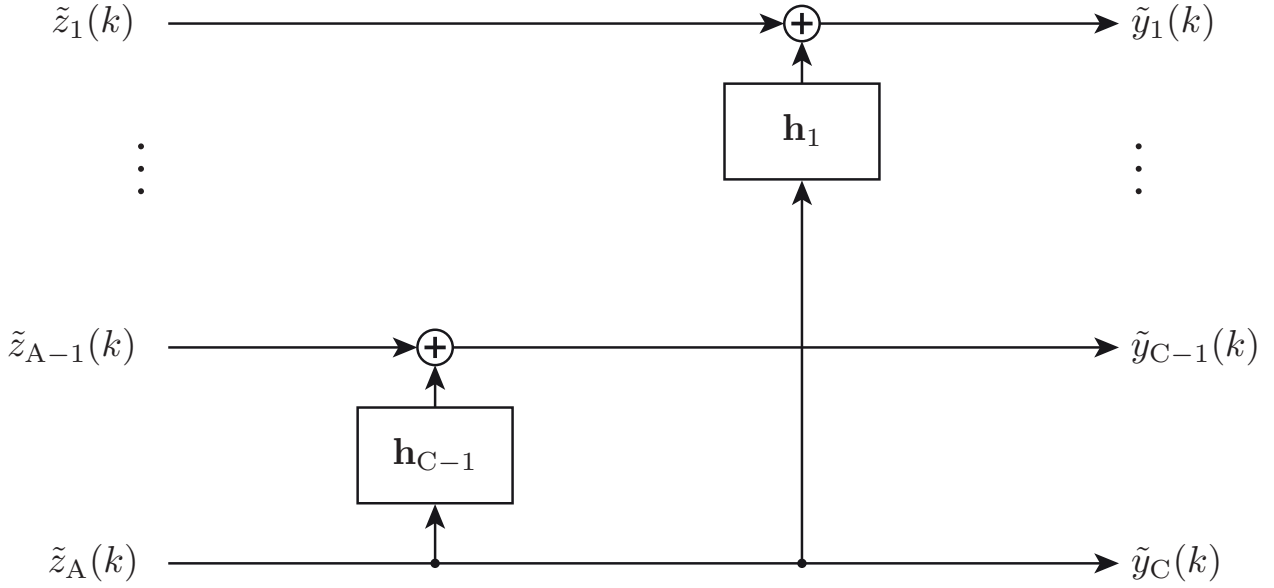 z̃₁(k) + ỹ₁(k)
h₁
⋮ ⋮
z̃_{A−1}(k) + ỹ_{C−1}(k)
h_{C−1}
z̃_A(k) ỹ_C(k)